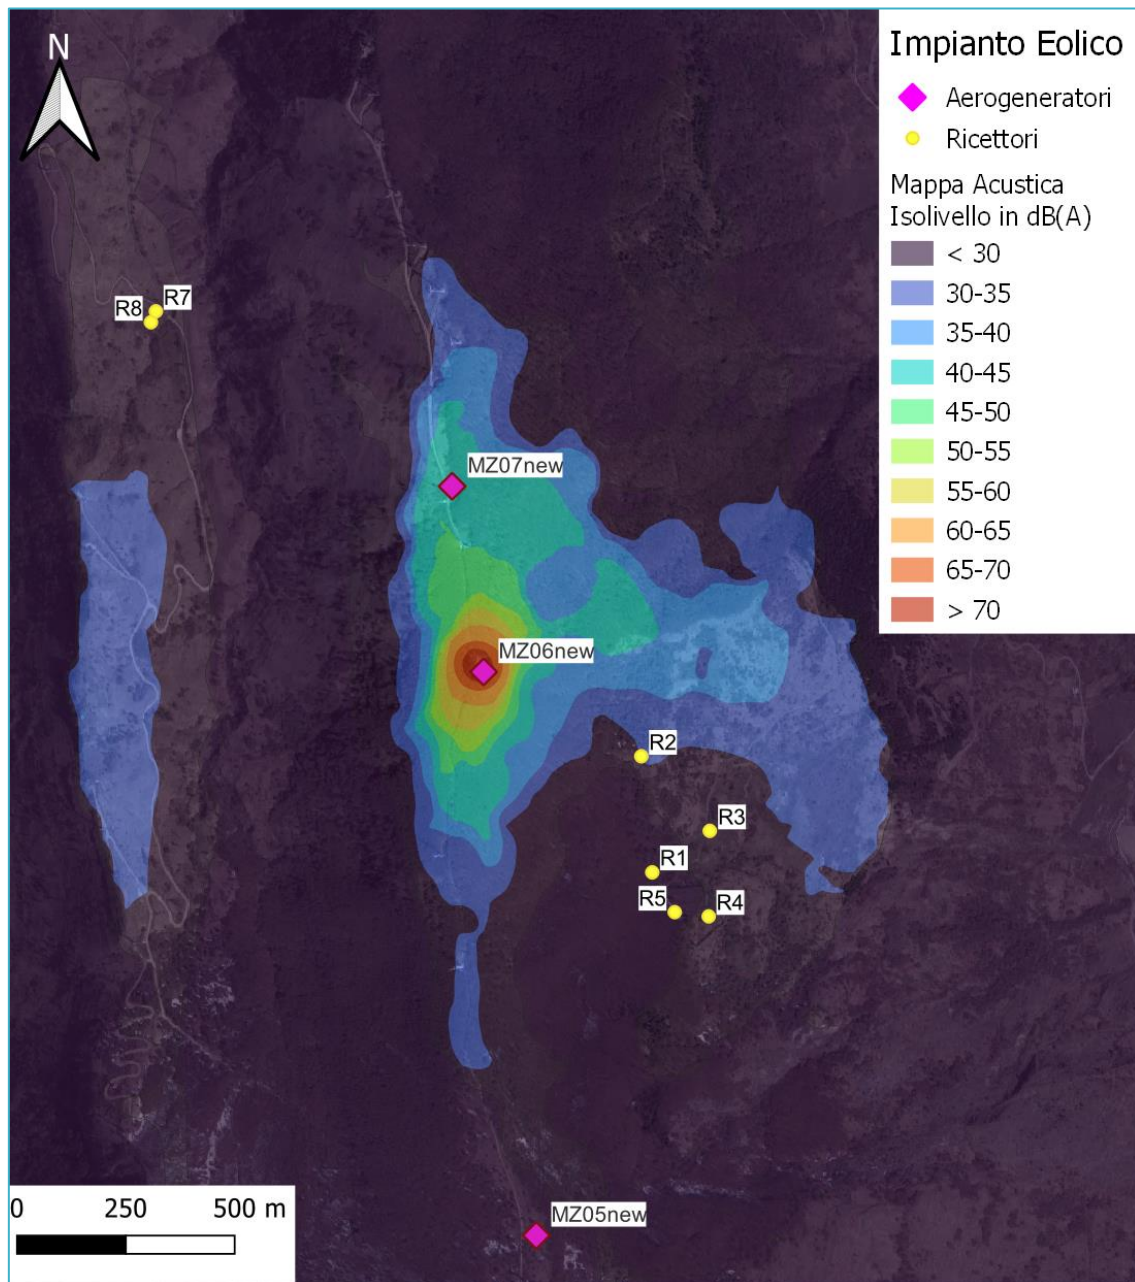 N
Impianto Eolico
Aerogeneratori
Ricettori
Mappa Acustica
Isolivello in dB(A)
< 30
30-35
35-40
40-45
45-50
50-55
55-60
60-65
65-70
> 70
R7
R8
MZ07new
MZ06new
R2
R3
R1
R5
R4
MZ05new
0 250 500 m